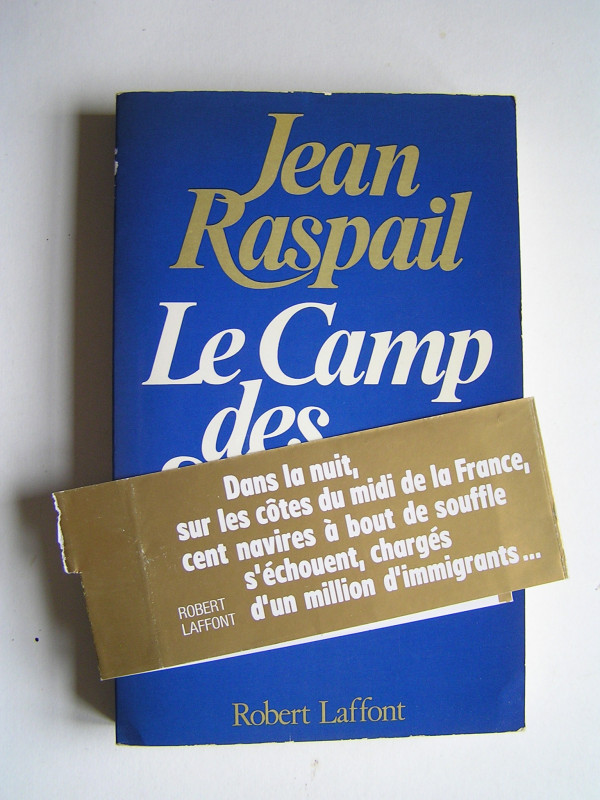 Jean
Raspail
Le Camp
des
Dans la nuit,
sur les côtes du midi de la France,
cent navires à bout de souffle
s'échouent, chargés
d'un million d'immigrants...
ROBERT
LAFFONT
Robert Laffont